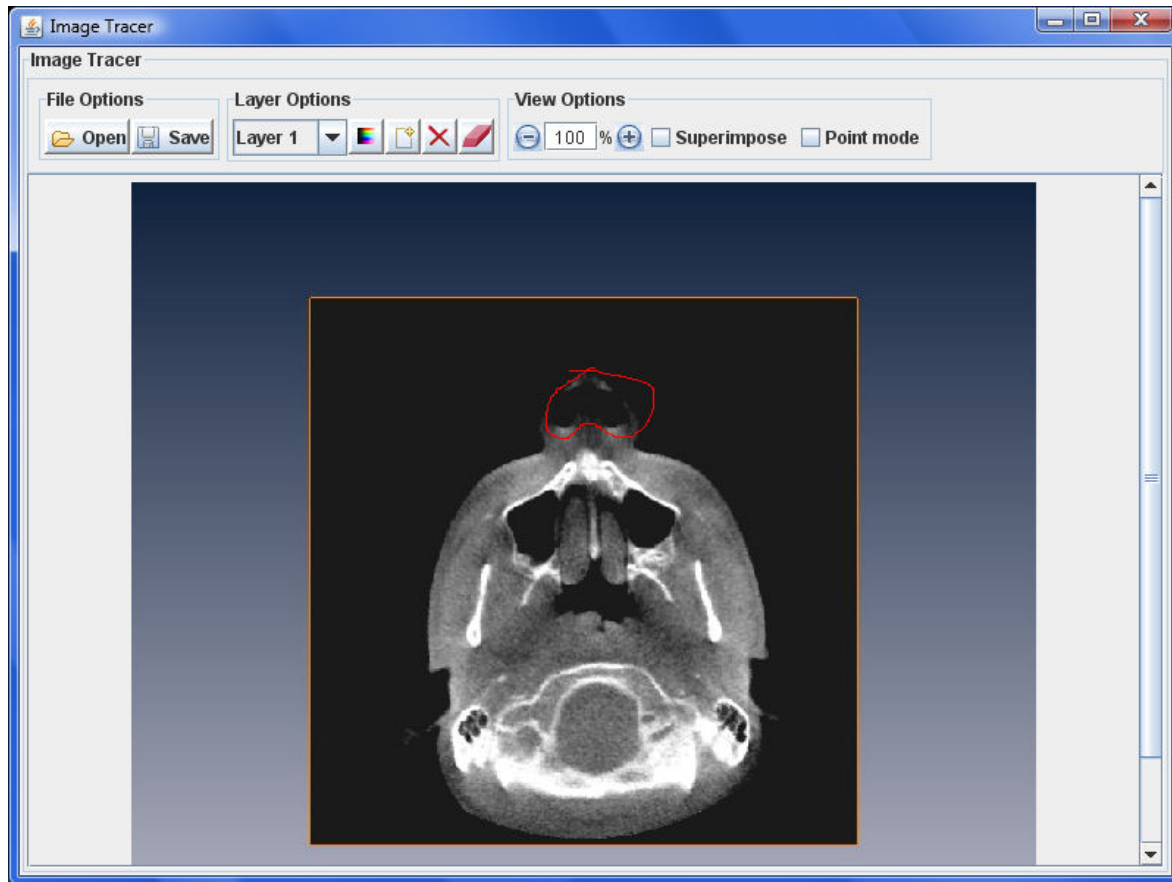 Image Tracer
Image Tracer
File Options Layer Options View Options
Open Save Layer 1 100 % Superimpose Point mode